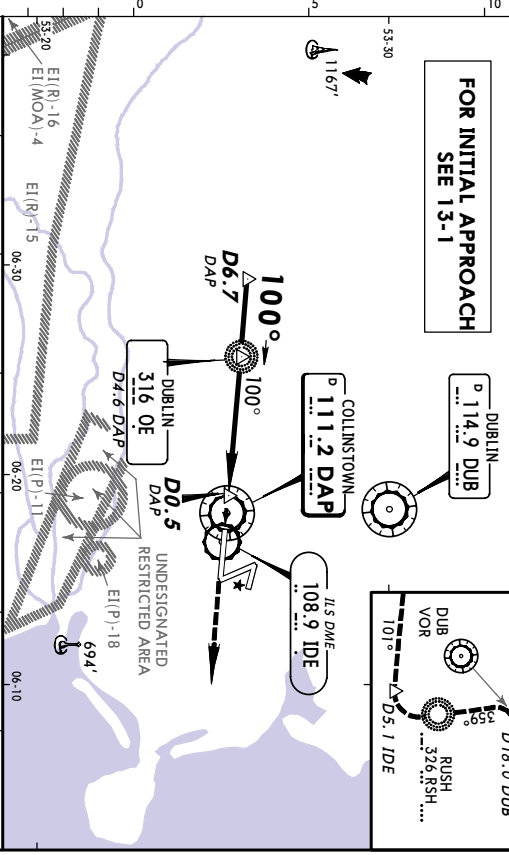 0
5
10
53-20
53-30
FOR INITIAL APPROACH
SEE 13-1
1167'
EI(R)-16
EI(MOA)-4
EI(R)-15
06-30
06-20
06-10
D6.7
DAP
100°
100°
DUBLIN
316 OE
D4.6 DAP
COLLINSTOWN
D 111.2 DAP
DUBLIN
D 114.9 DUB
D0.5
DAP
ILS DME
108.9 IDE
EI(P)-11
UNDESIGNATED
RESTRICTED AREA
EI(P)-18
694'
DUB
VOR
101°
D5.1 IDE
359°
RUSH
326 RSH
D18.0 DUB